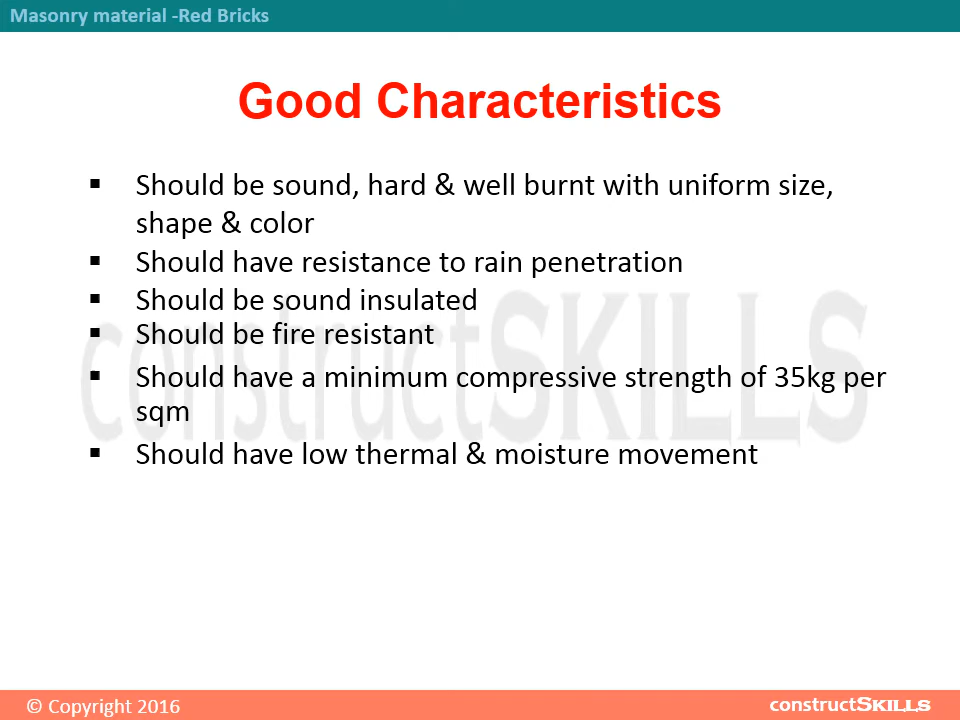 Masonry material -Red Bricks
Good Characteristics
▪ Should be sound, hard & well burnt with uniform size,
shape & color
▪ Should have resistance to rain penetration
▪ Should be sound insulated
▪ Should be fire resistant
▪ Should have a minimum compressive strength of 35kg per
sqm
▪ Should have low thermal & moisture movement
constructSKILLS
© Copyright 2016
constructSKILLS